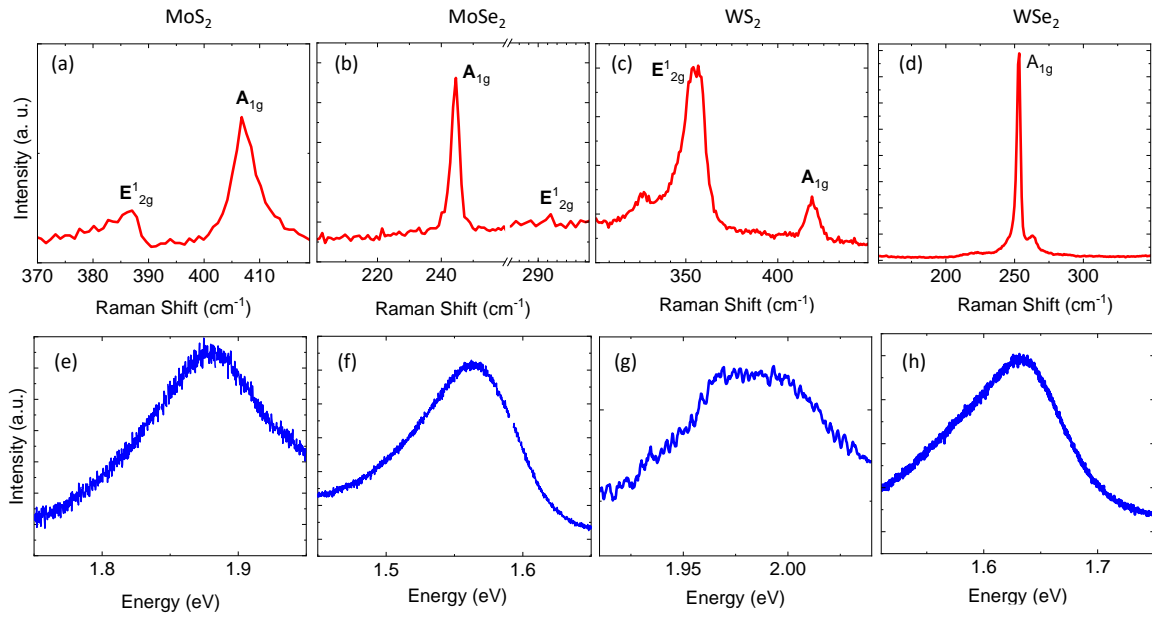 MoS₂ MoSe₂ WS₂ WSe₂
(a) (b) (c) (d)
A₁g A₁g E¹₂g A₁g
E¹₂g E¹₂g A₁g
Intensity (a. u.)
370 380 390 400 410 220 240 290 350 400 200 250 300
Raman Shift (cm⁻¹) Raman Shift (cm⁻¹) Raman Shift (cm⁻¹) Raman Shift (cm⁻¹)
(e) (f) (g) (h)
Intensity (a.u.)
1.8 1.9 1.5 1.6 1.95 2.00 1.6 1.7
Energy (eV) Energy (eV) Energy (eV) Energy (eV)